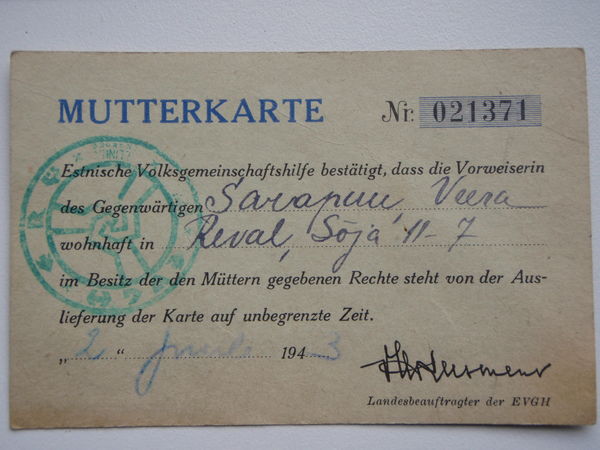 MUTTERKARTE Nr. 021371
Estnische Volksgemeinschaftshilfe bestätigt, dass die Vorweiserin
des Gegenwärtigen Sarapuu Veera
wohnhaft in Reval, Sõja 11-7
im Besitz der den Müttern gegebenen Rechte steht von der Aus-
lieferung der Karte auf unbegrenzte Zeit.
„2“ Juuli 1943
Landesbeauftragter der EVGH